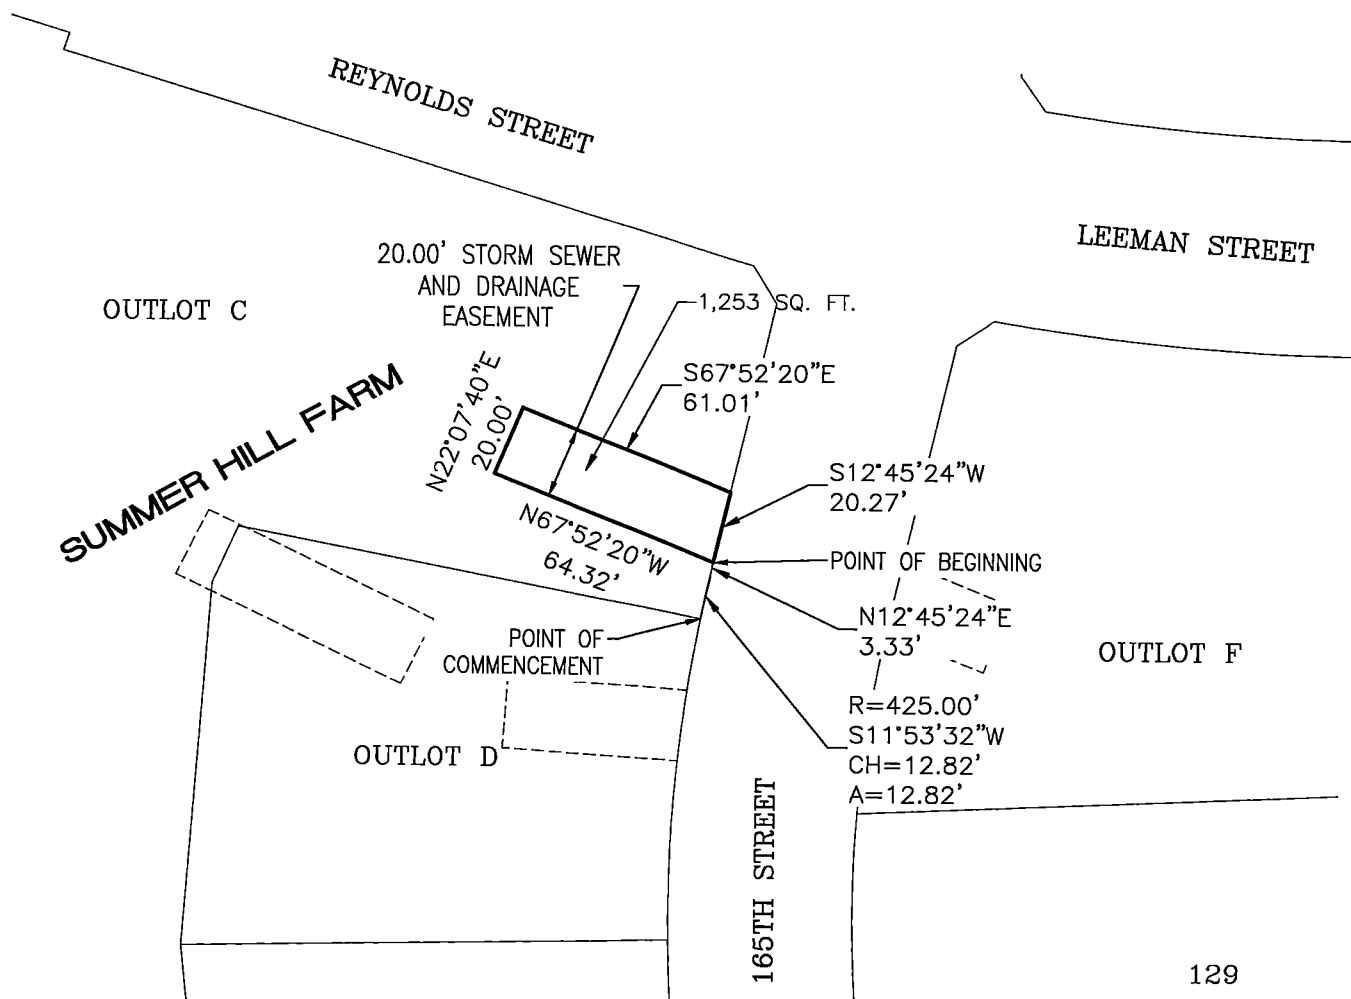 REYNOLDS STREET
LEEMAN STREET
20.00' STORM SEWER
AND DRAINAGE
EASEMENT
1,253 SQ. FT.
OUTLOT C
SUMMER HILL FARM
N22°07'40"E
20.00'
S67°52'20"E
61.01'
S12°45'24"W
20.27'
N67°52'20"W
64.32'
POINT OF BEGINNING
N12°45'24"E
3.33'
POINT OF
COMMENCEMENT
OUTLOT F
R=425.00'
S11°53'32"W
CH=12.82'
A=12.82'
OUTLOT D
165TH STREET
129